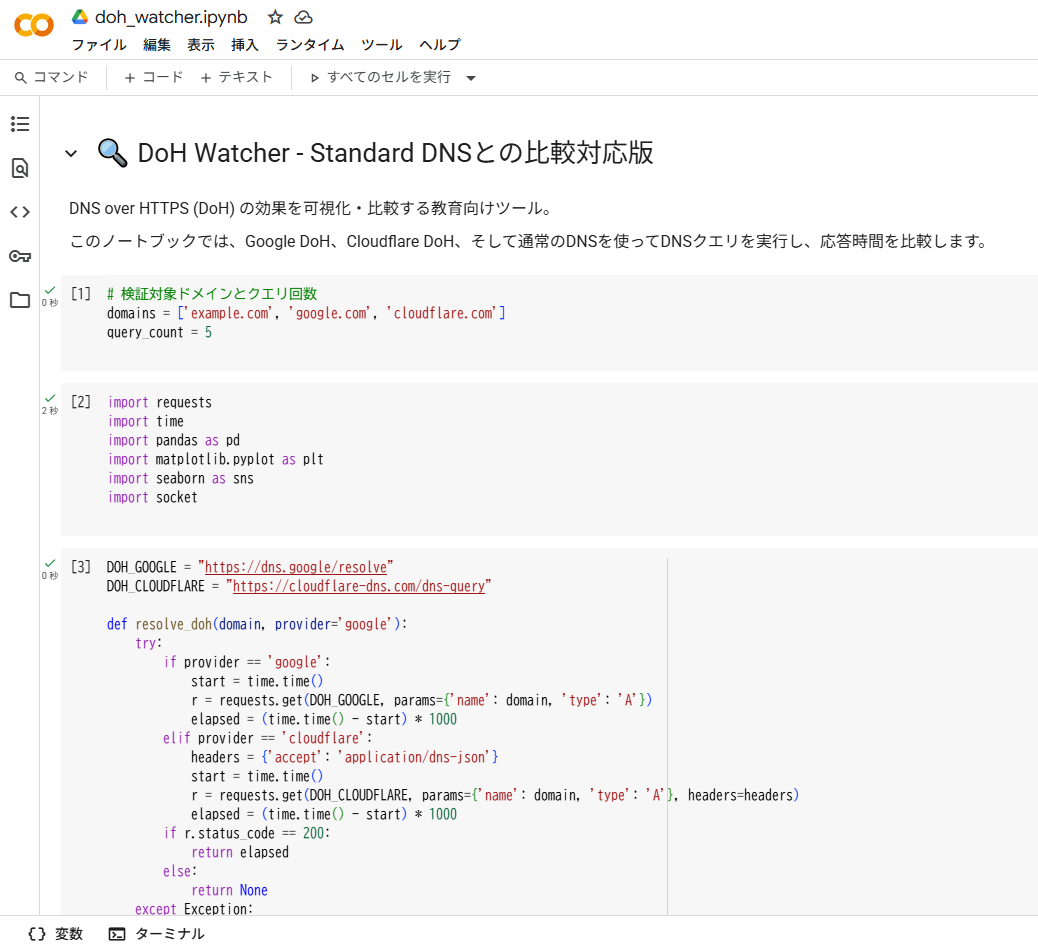 doh_watcher.ipynb
ファイル 編集 表示 挿入 ランタイム ツール ヘルプ
コマンド + コード + テキスト すべてのセルを実行
DoH Watcher - Standard DNSとの比較対応版
DNS over HTTPS (DoH) の効果を可視化・比較する教育向けツール。
このノートブックでは、Google DoH、Cloudflare DoH、そして通常のDNSを使ってDNSクエリを実行し、応答時間を比較します。
0 秒
[1] # 検証対象ドメインとクエリ回数
domains = ['example.com', 'google.com', 'cloudflare.com']
query_count = 5
2 秒
[2] import requests
import time
import pandas as pd
import matplotlib.pyplot as plt
import seaborn as sns
import socket
0 秒
[3] DOH_GOOGLE = "https://dns.google/resolve"
DOH_CLOUDFLARE = "https://cloudflare-dns.com/dns-query"
def resolve_doh(domain, provider='google'):
try:
if provider == 'google':
start = time.time()
r = requests.get(DOH_GOOGLE, params={'name': domain, 'type': 'A'})
elapsed = (time.time() - start) * 1000
elif provider == 'cloudflare':
headers = {'accept': 'application/dns-json'}
start = time.time()
r = requests.get(DOH_CLOUDFLARE, params={'name': domain, 'type': 'A'}, headers=headers)
elapsed = (time.time() - start) * 1000
if r.status_code == 200:
return elapsed
else:
return None
except Exception:
{} 変数 ターミナル